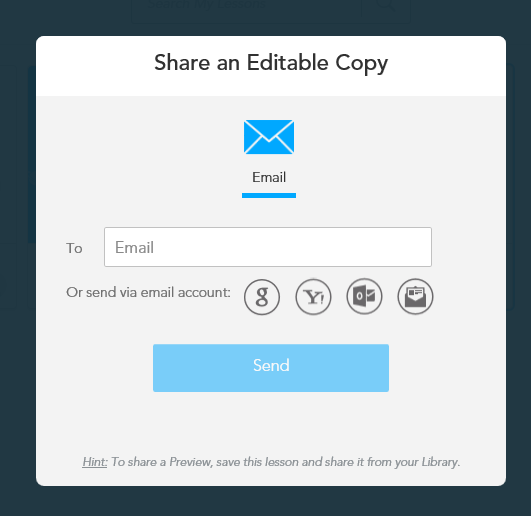 Share an Editable Copy
Email
To Email
Or send via email account:
Send
Hint: To share a Preview, save this lesson and share it from your Library.